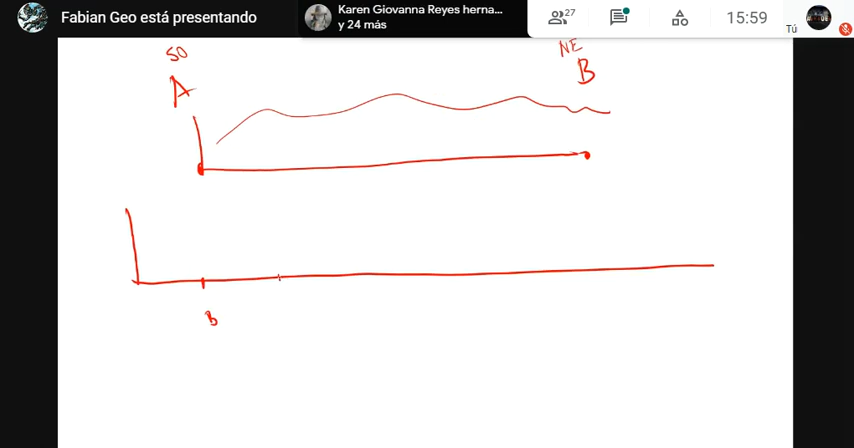 Fabian Geo está presentando
Karen Giovanna Reyes herna...
y 24 más
27
15:59
Tú
SO
NE
A
B
B